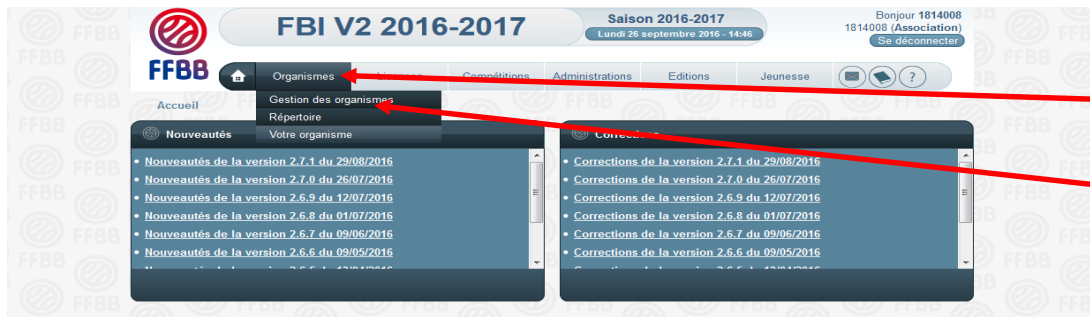 FBI V2 2016-2017
Saison 2016-2017
Lundi 26 septembre 2016 - 14:46
Bonjour 1814008
1814008 (Association)
Se déconnecter
FFBB
Organismes Compétitions Administrations Editions Jeunesse ?
Accueil
Gestion des organismes
Répertoire
Votre organisme
Nouveautés
Nouveautés de la version 2.7.1 du 29/08/2016
Nouveautés de la version 2.7.0 du 26/07/2016
Nouveautés de la version 2.6.9 du 12/07/2016
Nouveautés de la version 2.6.8 du 01/07/2016
Nouveautés de la version 2.6.7 du 09/06/2016
Nouveautés de la version 2.6.6 du 09/05/2016
Corrections de la version 2.7.1 du 29/08/2016
Corrections de la version 2.7.0 du 26/07/2016
Corrections de la version 2.6.9 du 12/07/2016
Corrections de la version 2.6.8 du 01/07/2016
Corrections de la version 2.6.7 du 09/06/2016
Corrections de la version 2.6.6 du 09/05/2016